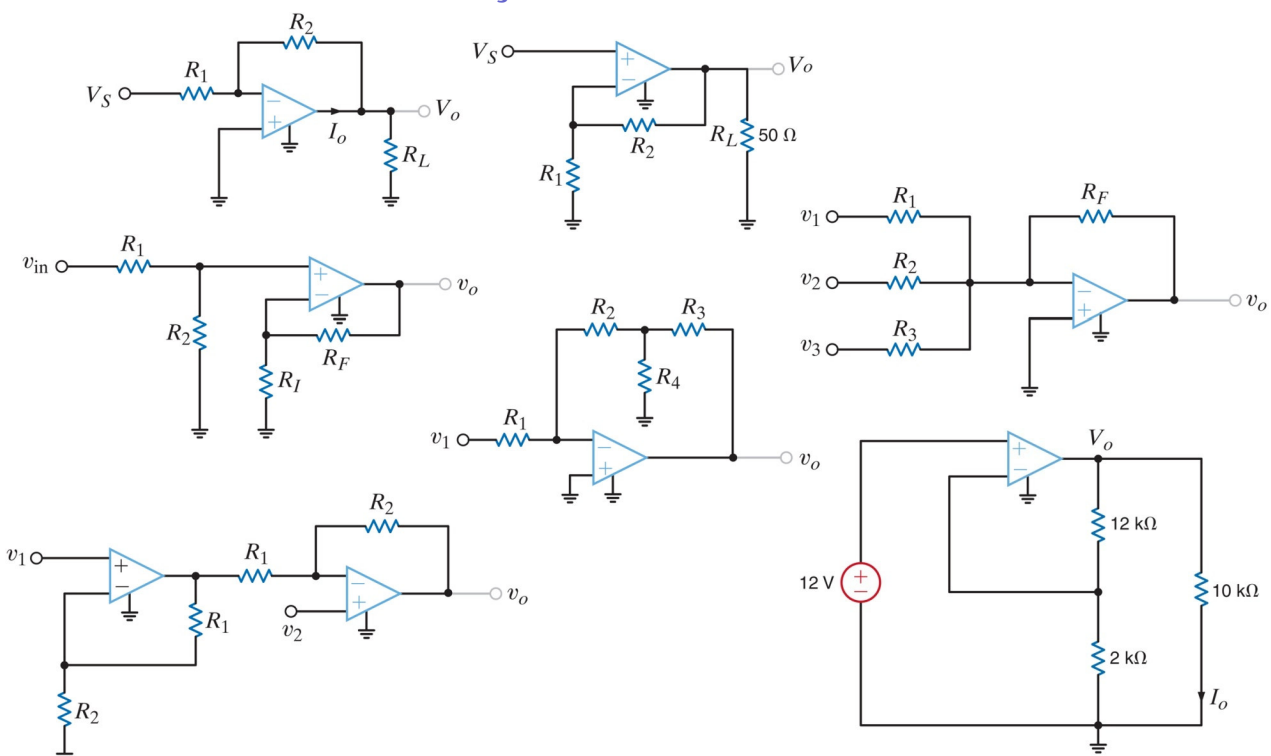 R2
R1
VS
−
+
Io
Vo
RL
VS
+
−
Vo
R2
RL 50 Ω
R1
vin
R1
+
−
vo
R2
RF
RI
R2
R3
R4
v1
R1
−
+
vo
v1
R1
RF
v2
R2
−
+
vo
v3
R3
v1
+
−
R1
R2
−
+
vo
R1
v2
R2
+
−
Vo
12 kΩ
12 V
+
−
10 kΩ
2 kΩ
Io